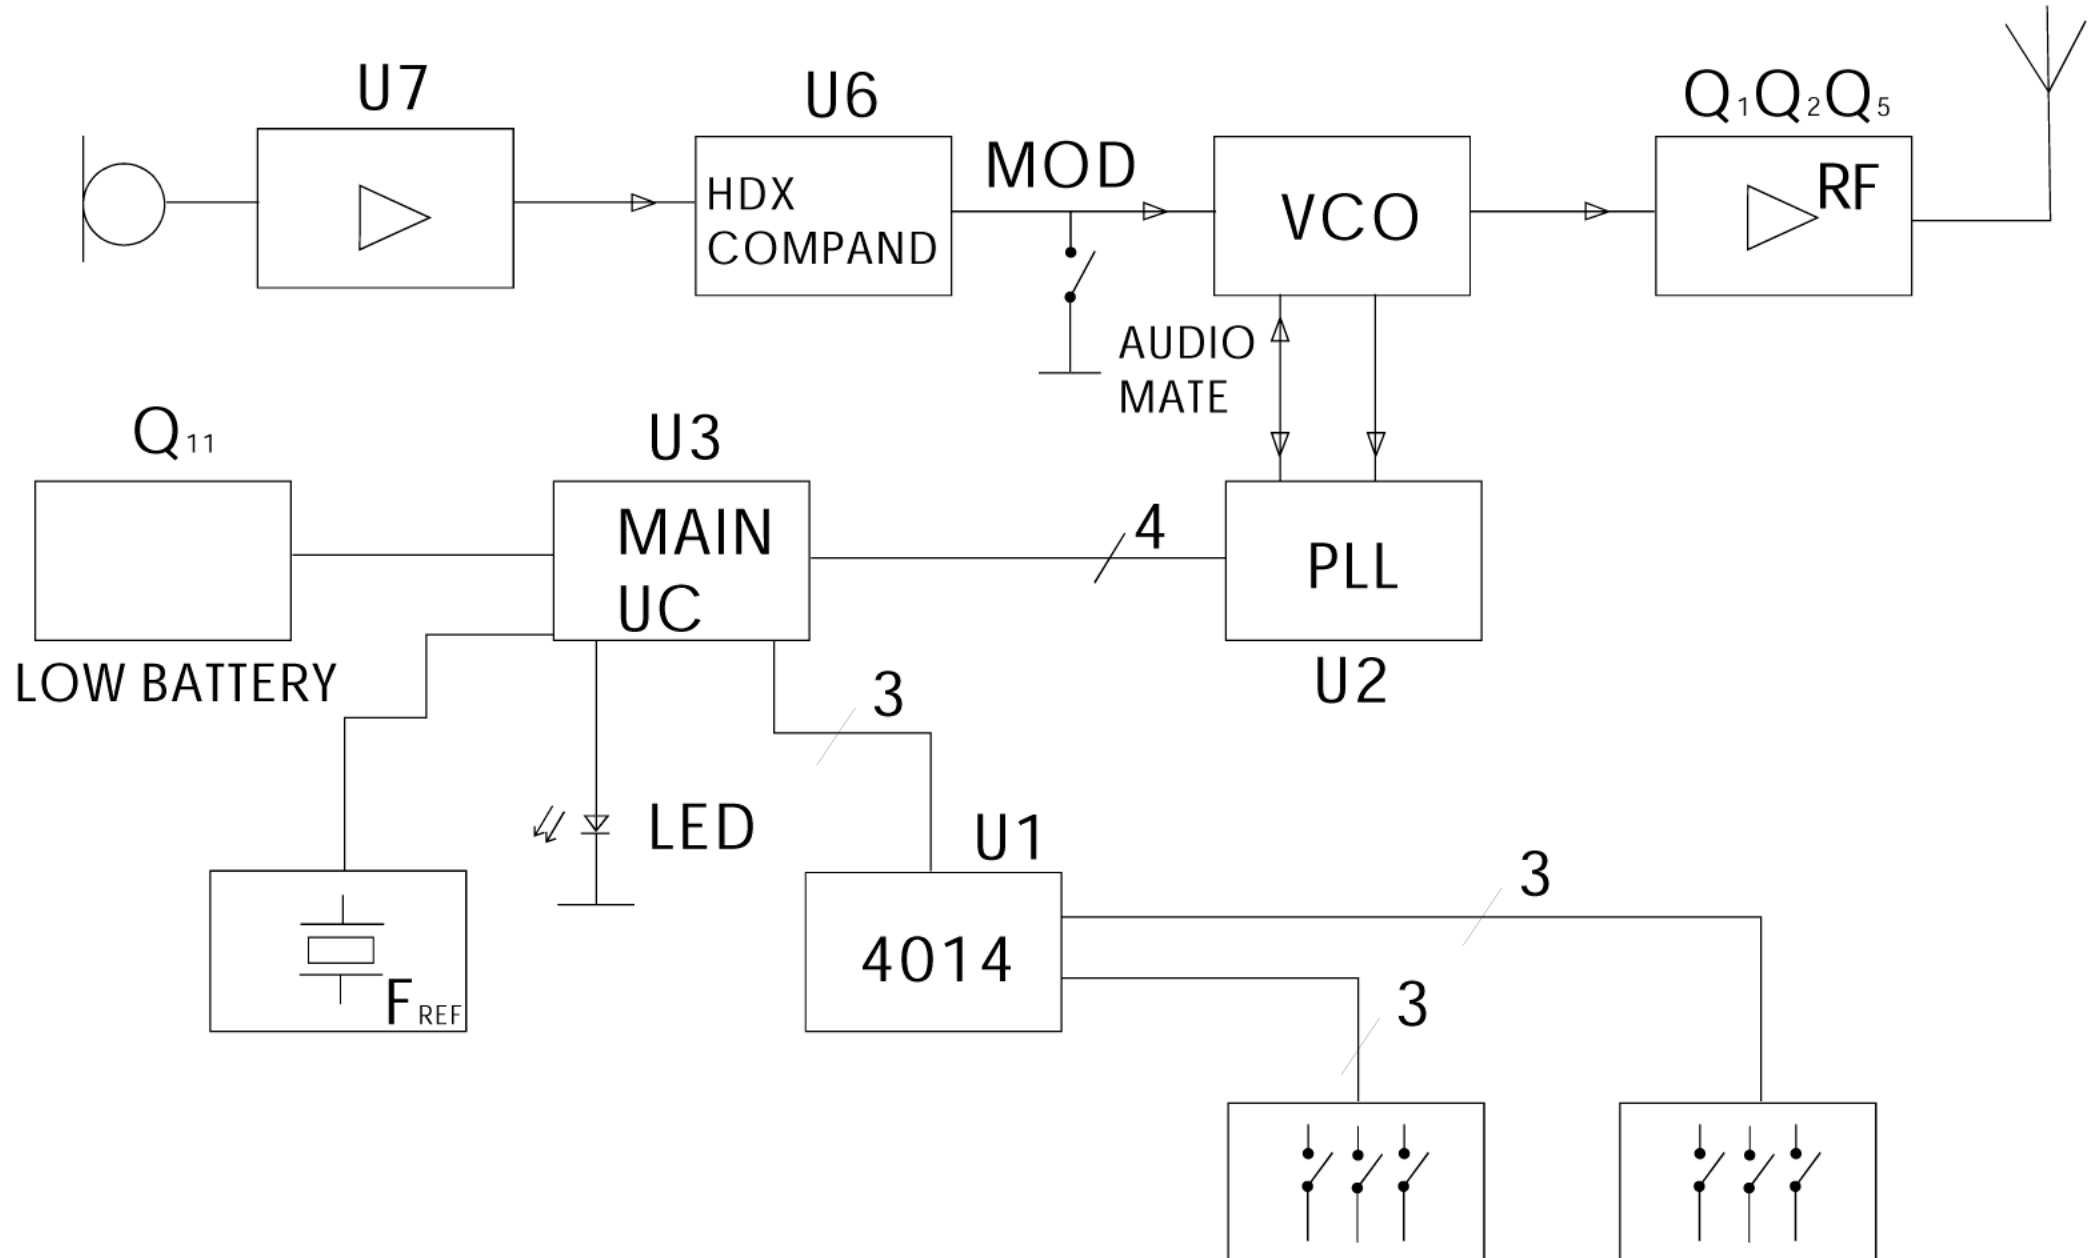 U7
U6
Q1Q2Q5
HDX
COMPAND
MOD
VCO
RF
AUDIO
MATE
Q11
U3
MAIN
UC
4
PLL
LOW BATTERY
U2
3
LED
U1
3
4014
FREF
3